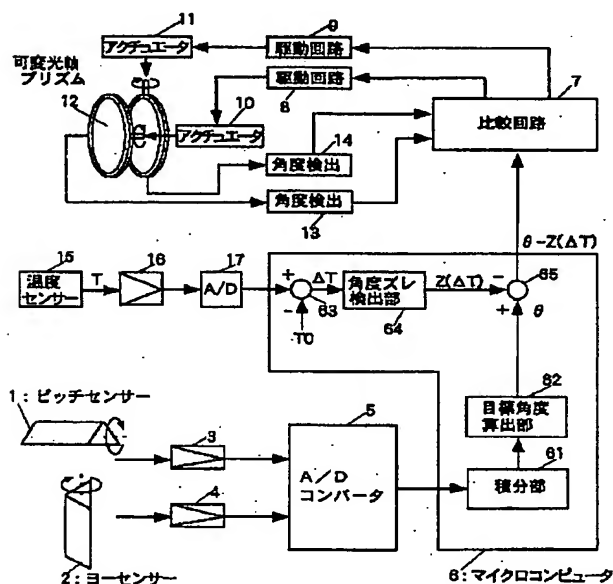 11
アクチュエータ
9
駆動回路
可変光軸
プリズム
12
駆動回路
8
10
アクチュエータ
7
比較回路
14
角度検出
角度検出
13
θ-Z(ΔT)
15
温度
センサー
T
16
17
A/D
+
ΔT
-
63
T0
角度ズレ
検出部
64
Z(ΔT)
-
65
+
θ
62
目標角度
算出部
61
積分部
1:ピッチセンサー
3
4
5
A/D
コンバータ
2:ヨーセンサー
6:マイクロコンピュータ